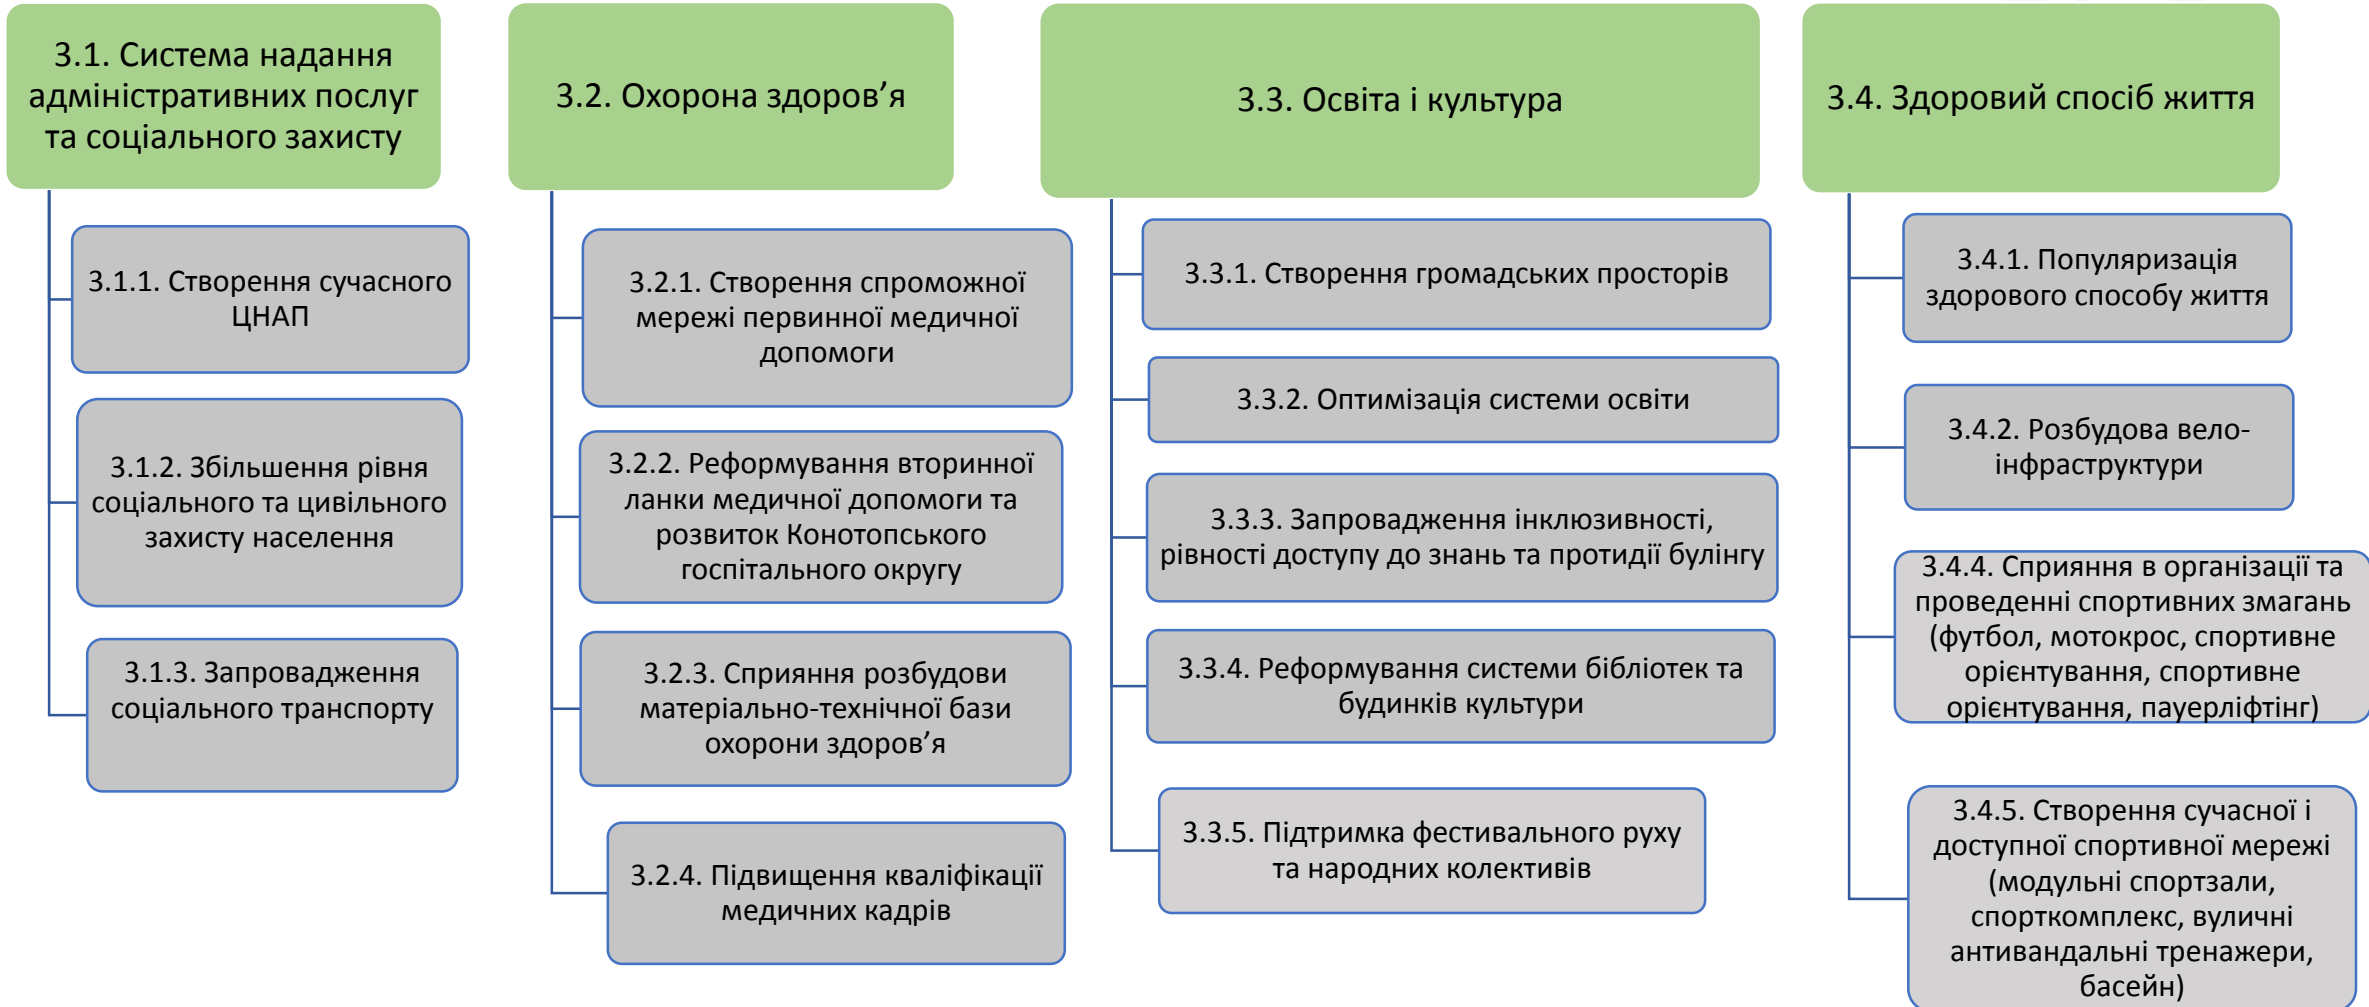 3.1. Система надання
адміністративних послуг
та соціального захисту
3.1.1. Створення сучасного
ЦНАП
3.1.2. Збільшення рівня
соціального та цивільного
захисту населення
3.1.3. Запровадження
соціального транспорту
3.2. Охорона здоров’я
3.2.1. Створення спроможної
мережі первинної медичної
допомоги
3.2.2. Реформування вторинної
ланки медичної допомоги та
розвиток Конотопського
госпітального округу
3.2.3. Сприяння розбудови
матеріально-технічної бази
охорони здоров’я
3.2.4. Підвищення кваліфікації
медичних кадрів
3.3. Освіта і культура
3.3.1. Створення громадських просторів
3.3.2. Оптимізація системи освіти
3.3.3. Запровадження інклюзивності,
рівності доступу до знань та протидії булінгу
3.3.4. Реформування системи бібліотек та
будинків культури
3.3.5. Підтримка фестивального руху
та народних колективів
3.4. Здоровий спосіб життя
3.4.1. Популяризація
здорового способу життя
3.4.2. Розбудова вело-
інфраструктури
3.4.4. Сприяння в організації та
проведенні спортивних змагань
(футбол, мотокрос, спортивне
орієнтування, спортивне
орієнтування, пауерліфтінг)
3.4.5. Створення сучасної і
доступної спортивної мережі
(модульні спортзали,
спорткомплекс, вуличні
антивандальні тренажери,
басейн)